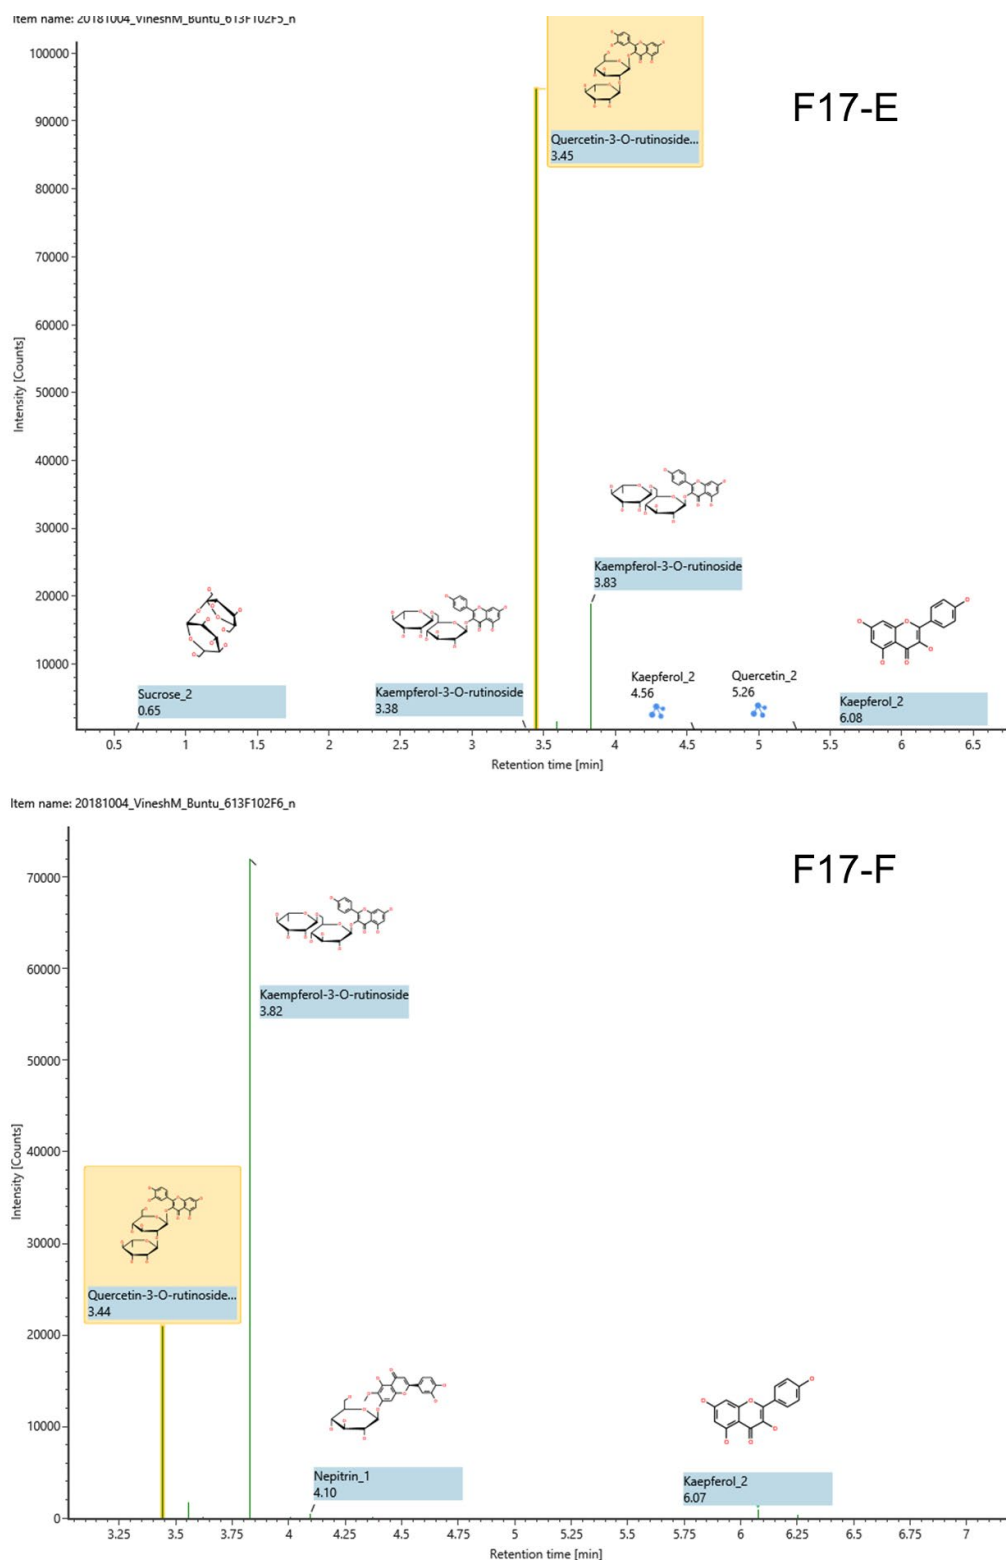 Item name: 20181004_VineshM_Buntu_613F102F5_n
F17-E
Intensity [Counts]
100000
90000
80000
70000
60000
50000
40000
30000
20000
10000
Quercetin-3-O-rutinoside...
3.45
Kaempferol-3-O-rutinoside
3.83
Sucrose_2
0.65
Kaempferol-3-O-rutinoside
3.38
Kaepferol_2
4.56
Quercetin_2
5.26
Kaepferol_2
6.08
0.5 1 1.5 2 2.5 3 3.5 4 4.5 5 5.5 6 6.5
Retention time [min]
Item name: 20181004_VineshM_Buntu_613F102F6_n
F17-F
Intensity [Counts]
70000
60000
50000
40000
30000
20000
10000
0
Kaempferol-3-O-rutinoside
3.82
Quercetin-3-O-rutinoside...
3.44
Nepitrin_1
4.10
Kaepferol_2
6.07
3.25 3.5 3.75 4 4.25 4.5 4.75 5 5.25 5.5 5.75 6 6.25 6.5 6.75 7
Retention time [min]